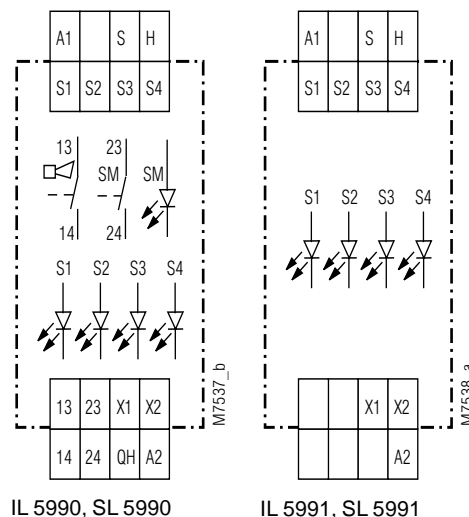 A1 S H
S1 S2 S3 S4
13 23
SM SM
14 24
S1 S2 S3 S4
13 23 X1 X2
14 24 QH A2
M7537_b
IL 5990, SL 5990
A1 S H
S1 S2 S3 S4
S1 S2 S3 S4
X1 X2
A2
M7538_a
IL 5991, SL 5991